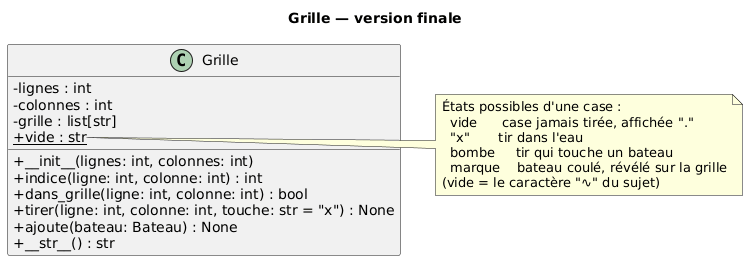 Grille — version finale
C Grille
-lignes : int
-colonnes : int
-grille : list[str]
+vide : str
+__init__(lignes: int, colonnes: int)
+indice(ligne: int, colonne: int) : int
+dans_grille(ligne: int, colonne: int) : bool
+tirer(ligne: int, colonne: int, touche: str = "x") : None
+ajoute(bateau: Bateau) : None
+__str__() : str
États possibles d'une case :
vide case jamais tirée, affichée "."
"x" tir dans l'eau
bombe tir qui touche un bateau
marque bateau coulé, révélé sur la grille
(vide = le caractère "∿" du sujet)